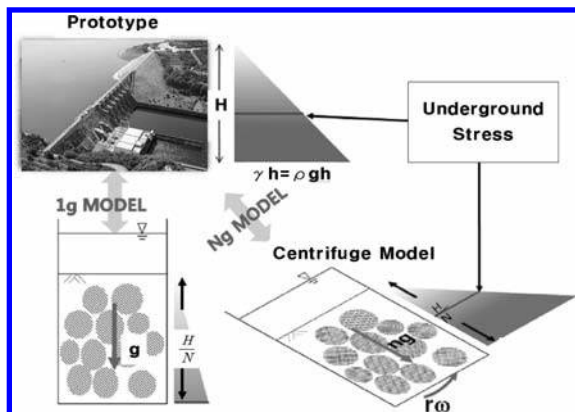 Prototype
H
γ h= ρ gh
Underground
Stress
1g MODEL
Ng MODEL
Centrifuge Model
g
H
N
ng
H
N
rω